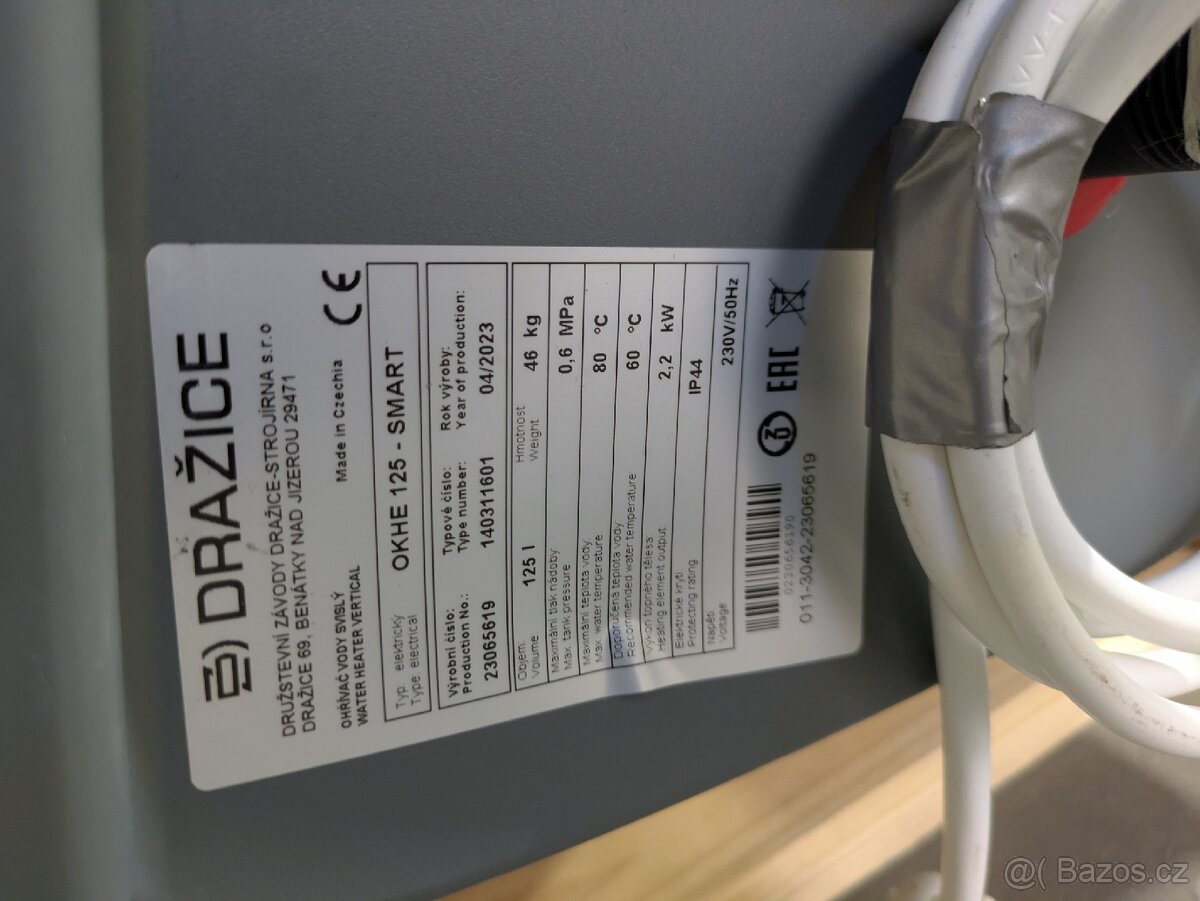 DRAŽICE
DRUŽSTEVNÍ ZÁVODY DRAŽICE-STROJÍRNA s.r.o
DRAŽICE 69, BENÁTKY NAD JIZEROU 29471
OHŘÍVAČ VODY SVISLÝ
WATER HEATER VERTICAL
Made in Czechia
CE
Typ elektrický
Type electrical
OKHE 125 - SMART
Výrobní číslo:
Production No.:
23065619
Typové číslo:
Type number:
140311601
Rok výroby:
Year of production:
04/2023
Objem
Volume
125 l
Hmotnost
Weight
46 kg
Maximální tlak nádoby
Max. tank pressure
0,6 MPa
Maximální teplota vody
Max. water temperature
80 °C
Doporučená teplota vody
Recommended water temperature
60 °C
Výkon topného tělesa
Heating element output
2,2 kW
Elektrické krytí
Protecting rating
IP44
Napětí
Voltage
230V/50Hz
0230656190
EAC
011-3042-23065619
@( Bazos.cz